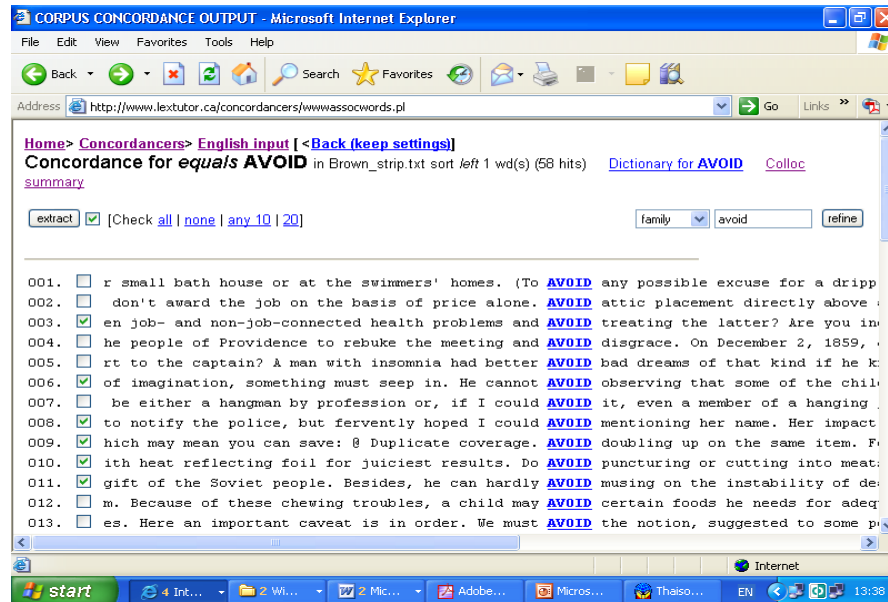 CORPUS CONCORDANCE OUTPUT - Microsoft Internet Explorer
File Edit View Favorites Tools Help
Back Search Favorites
Address http://www.lextutor.ca/concordancers/wwwassocwords.pl Go Links »
Home> Concordancers> English input [ <Back (keep settings)]
Concordance for equals AVOID in Brown_strip.txt sort left 1 wd(s) (58 hits) Dictionary for AVOID Colloc
summary
extract [Check all | none | any 10 | 20] family avoid refine
001. r small bath house or at the swimmers' homes. (To AVOID any possible excuse for a dripp
002. don't award the job on the basis of price alone. AVOID attic placement directly above
003. en job- and non-job-connected health problems and AVOID treating the latter? Are you in
004. he people of Providence to rebuke the meeting and AVOID disgrace. On December 2, 1859,
005. rt to the captain? A man with insomnia had better AVOID bad dreams of that kind if he k
006. of imagination, something must seep in. He cannot AVOID observing that some of the chil
007. be either a hangman by profession or, if I could AVOID it, even a member of a hanging
008. to notify the police, but fervently hoped I could AVOID mentioning her name. Her impact
009. hich may mean you can save: @ Duplicate coverage. AVOID doubling up on the same item. F
010. ith heat reflecting foil for juiciest results. Do AVOID puncturing or cutting into meat
011. gift of the Soviet people. Besides, he can hardly AVOID musing on the instability of de
012. m. Because of these chewing troubles, a child may AVOID certain foods he needs for adeq
013. es. Here an important caveat is in order. We must AVOID the notion, suggested to some p
Internet
start 4 Int... 2 Wi... 2 Mic... Adobe... Micros... Thaiso... EN 13:38